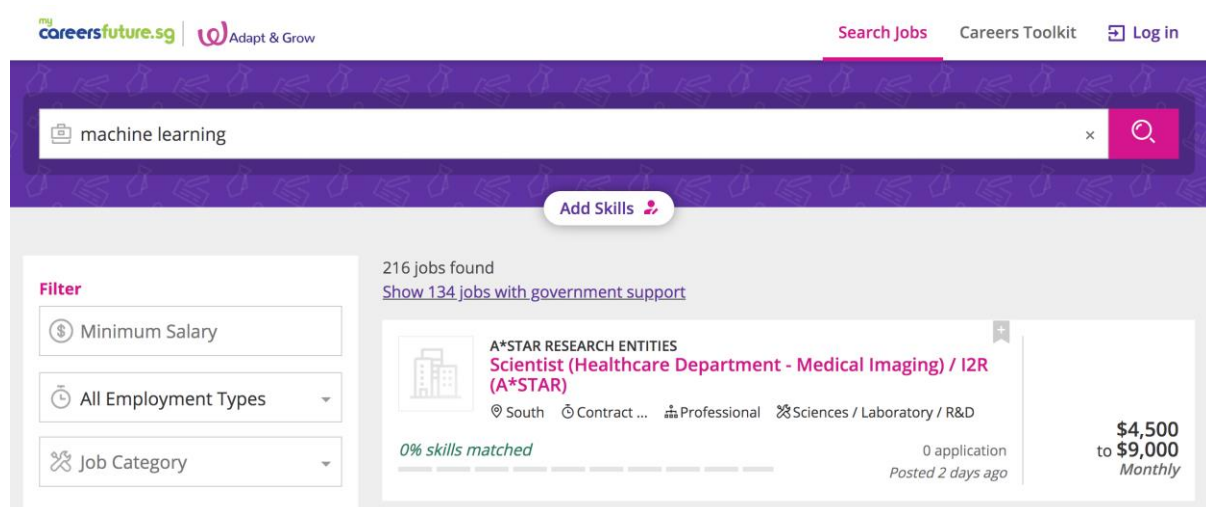 my
careersfuture.sg
Adapt & Grow
Search Jobs
Careers Toolkit
Log in
machine learning
×
Add Skills
Filter
$ Minimum Salary
All Employment Types
Job Category
216 jobs found
Show 134 jobs with government support
A*STAR RESEARCH ENTITIES
Scientist (Healthcare Department - Medical Imaging) / I2R
(A*STAR)
South Contract ... Professional Sciences / Laboratory / R&D
0% skills matched
0 application
Posted 2 days ago
$4,500
to $9,000
Monthly